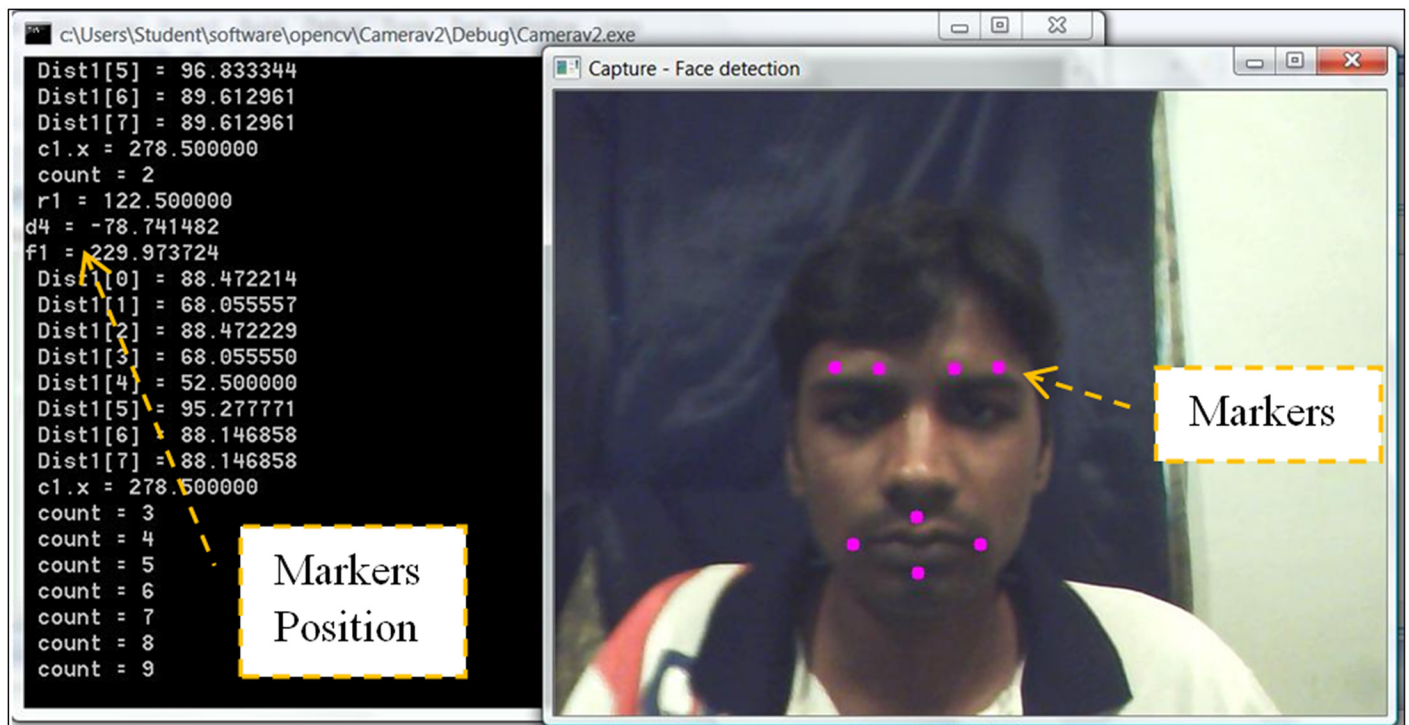 c:\Users\Student\software\opencv\Camerav2\Debug\Camerav2.exe
Dist1[5] = 96.833344
Dist1[6] = 89.612961
Dist1[7] = 89.612961
c1.x = 278.500000
count = 2
r1 = 122.500000
d4 = -78.741482
f1 = 229.973724
Dist1[0] = 88.472214
Dist1[1] = 68.055557
Dist1[2] = 88.472229
Dist1[3] = 68.055550
Dist1[4] = 52.500000
Dist1[5] = 95.277771
Dist1[6] = 88.146858
Dist1[7] = 88.146858
c1.x = 278.500000
count = 3
count = 4
count = 5
count = 6
count = 7
count = 8
count = 9
Markers
Position
Capture - Face detection
Markers